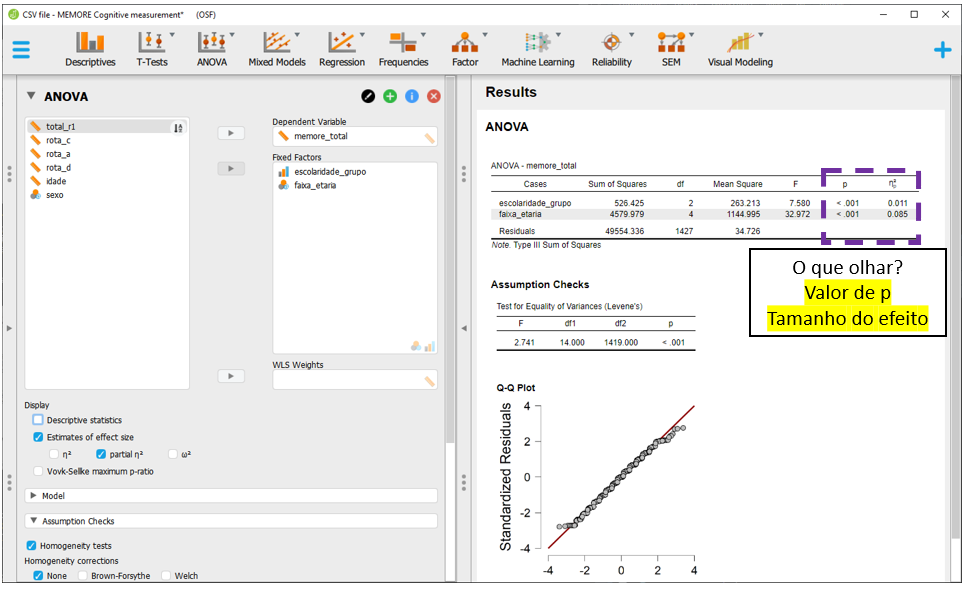 CSV file - MEMORE Cognitive measurement* (OSF)
Descriptives T-Tests ANOVA Mixed Models Regression Frequencies Factor Machine Learning Reliability SEM Visual Modeling
ANOVA
total_r1
rota_c
rota_a
rota_d
idade
sexo
Dependent Variable
memore_total
Fixed Factors
escolaridade_grupo
faixa_etaria
WLS Weights
Display
Descriptive statistics
Estimates of effect size
η² partial η² ω²
Vovk-Sellke maximum p-ratio
Model
Assumption Checks
Homogeneity tests
Homogeneity corrections
None Brown-Forsythe Welch
Results
ANOVA
ANOVA - memore_total
Cases Sum of Squares df Mean Square F p η²p
escolaridade_grupo 526.425 2 263.213 7.580 < .001 0.011
faixa_etaria 4579.979 4 1144.995 32.972 < .001 0.085
Residuals 49554.336 1427 34.726
Note. Type III Sum of Squares
O que olhar?
Valor de p
Tamanho do efeito
Assumption Checks
Test for Equality of Variances (Levene's)
F df1 df2 p
2.741 14.000 1419.000 < .001
Q-Q Plot
Standardized Residuals
4
2
0
-2
-4
-4 -2 0 2 4